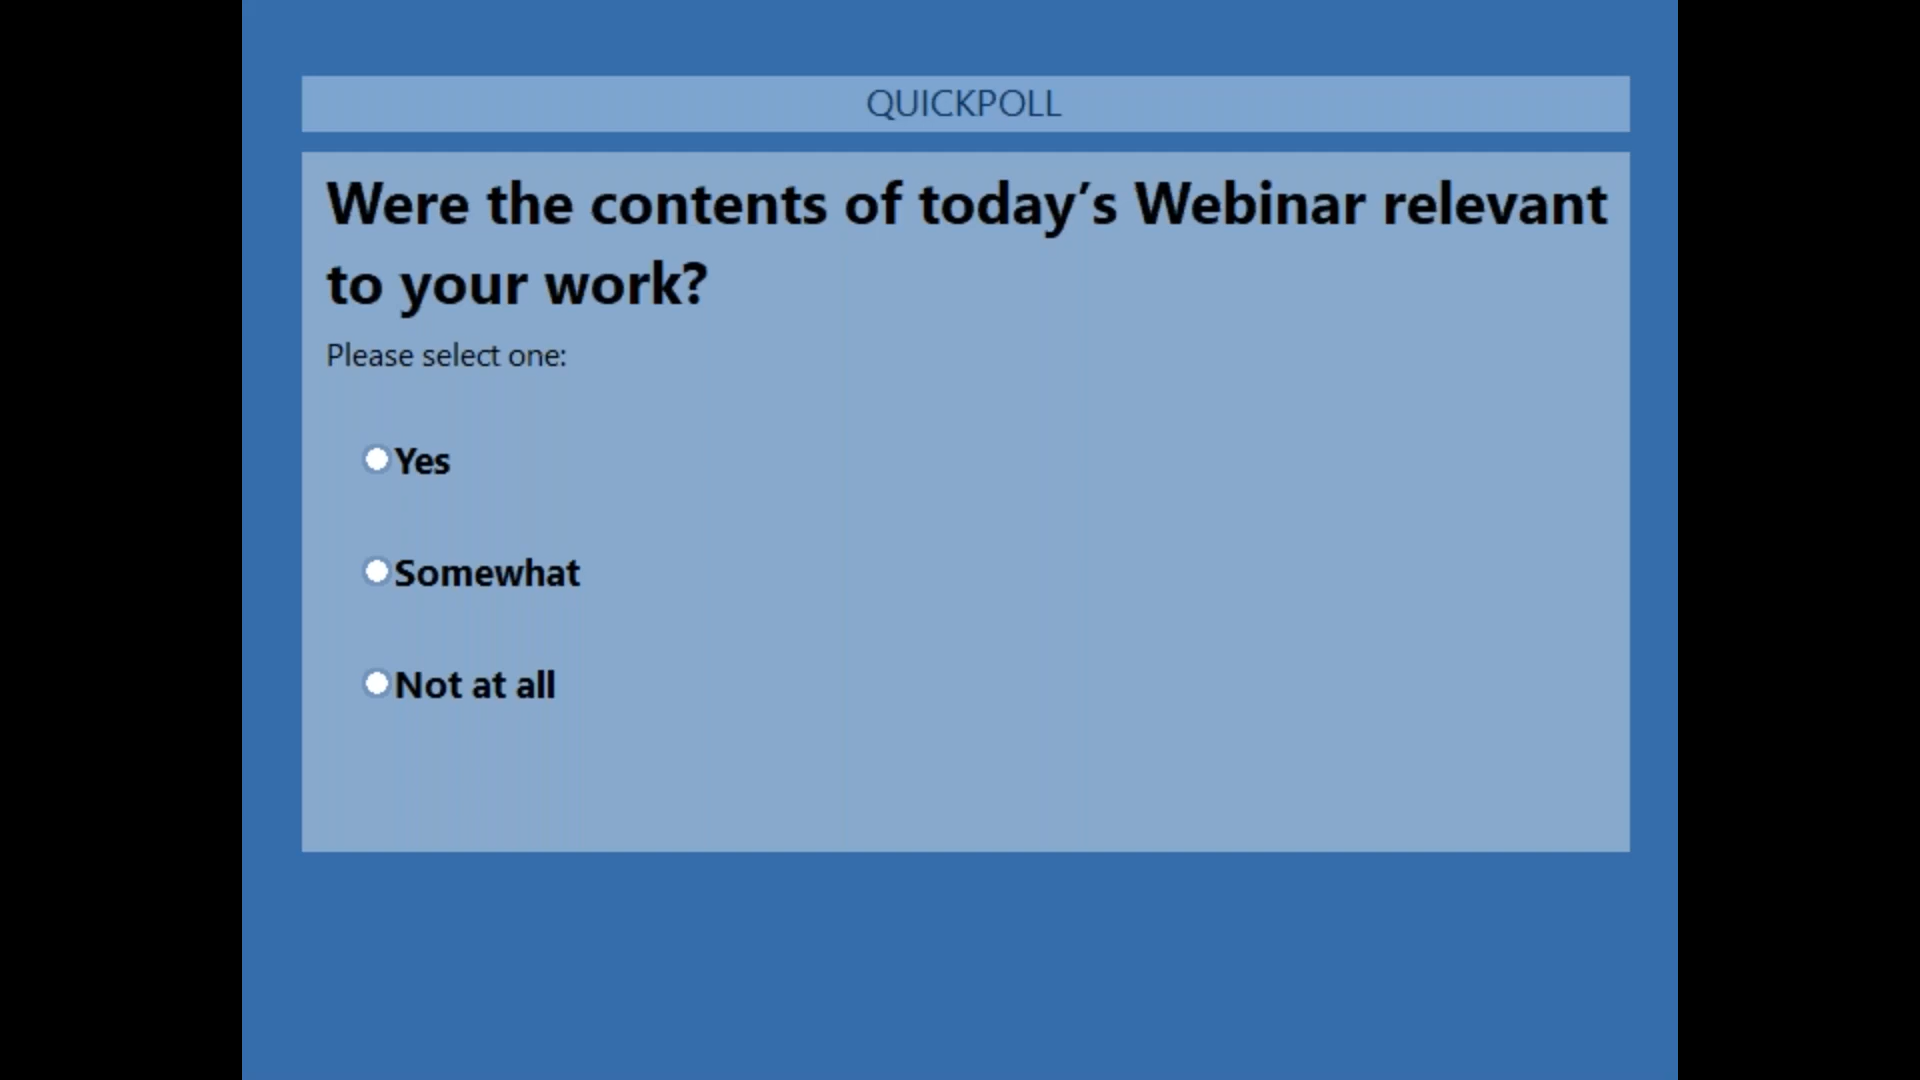 QUICKPOLL
Were the contents of today’s Webinar relevant
to your work?
Please select one:
Yes
Somewhat
Not at all